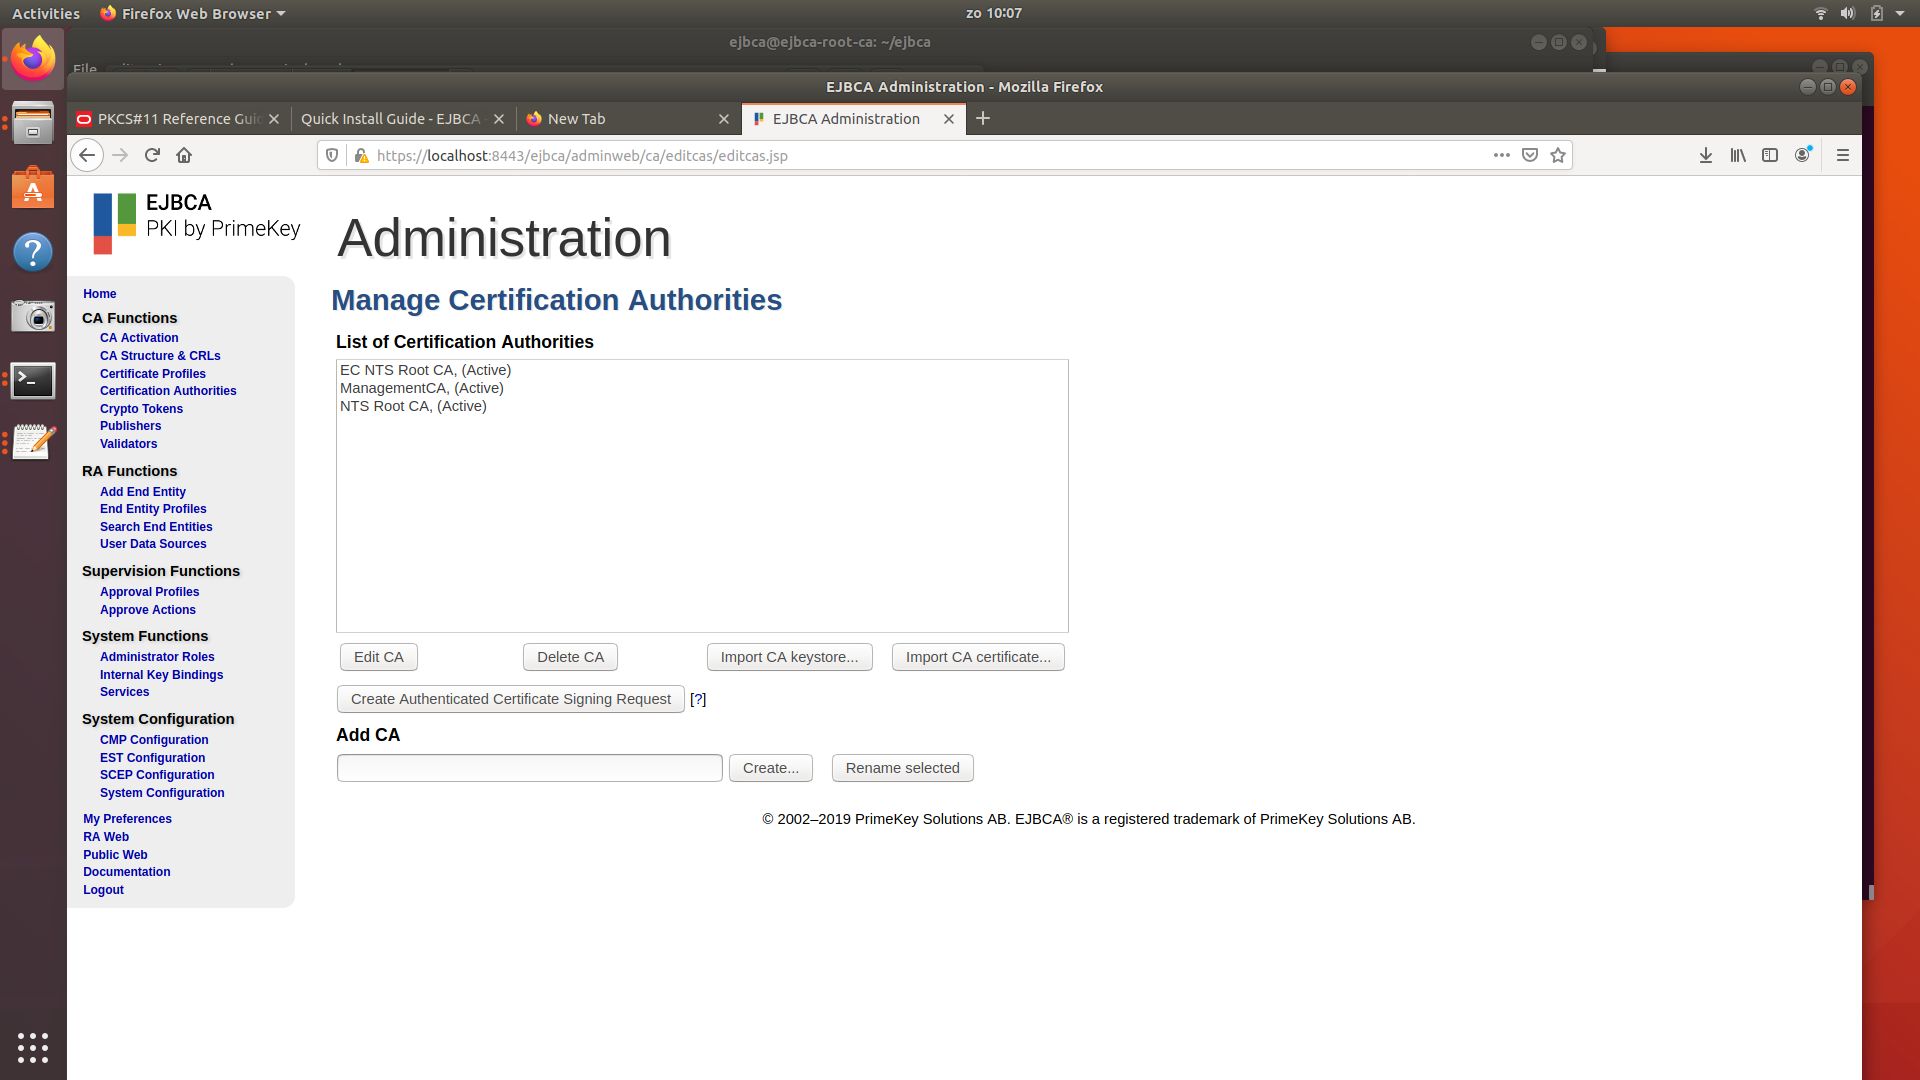 Activities
Firefox Web Browser
zo 10:07
ejbca@ejbca-root-ca: ~/ejbca
File
EJBCA Administration - Mozilla Firefox
PKCS#11 Reference Guid
Quick Install Guide - EJBCA -
New Tab
EJBCA Administration
https://localhost:8443/ejbca/adminweb/ca/editcas/editcas.jsp
EJBCA
PKI by PrimeKey
Administration
Home
CA Functions
CA Activation
CA Structure & CRLs
Certificate Profiles
Certification Authorities
Crypto Tokens
Publishers
Validators
RA Functions
Add End Entity
End Entity Profiles
Search End Entities
User Data Sources
Supervision Functions
Approval Profiles
Approve Actions
System Functions
Administrator Roles
Internal Key Bindings
Services
System Configuration
CMP Configuration
EST Configuration
SCEP Configuration
System Configuration
My Preferences
RA Web
Public Web
Documentation
Logout
Manage Certification Authorities
List of Certification Authorities
EC NTS Root CA, (Active)
ManagementCA, (Active)
NTS Root CA, (Active)
Edit CA
Delete CA
Import CA keystore...
Import CA certificate...
Create Authenticated Certificate Signing Request [?]
Add CA
Create...
Rename selected
© 2002–2019 PrimeKey Solutions AB. EJBCA® is a registered trademark of PrimeKey Solutions AB.